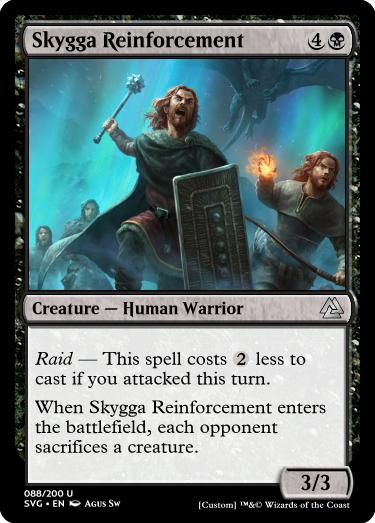 Skygga Reinforcement 4
Creature — Human Warrior
Raid — This spell costs 2 less to
cast if you attacked this turn.
When Skygga Reinforcement enters
the battlefield, each opponent
sacrifices a creature.
3/3
088/200 U
SVG • EN Agus Sw
[Custom] ™&© Wizards of the Coast